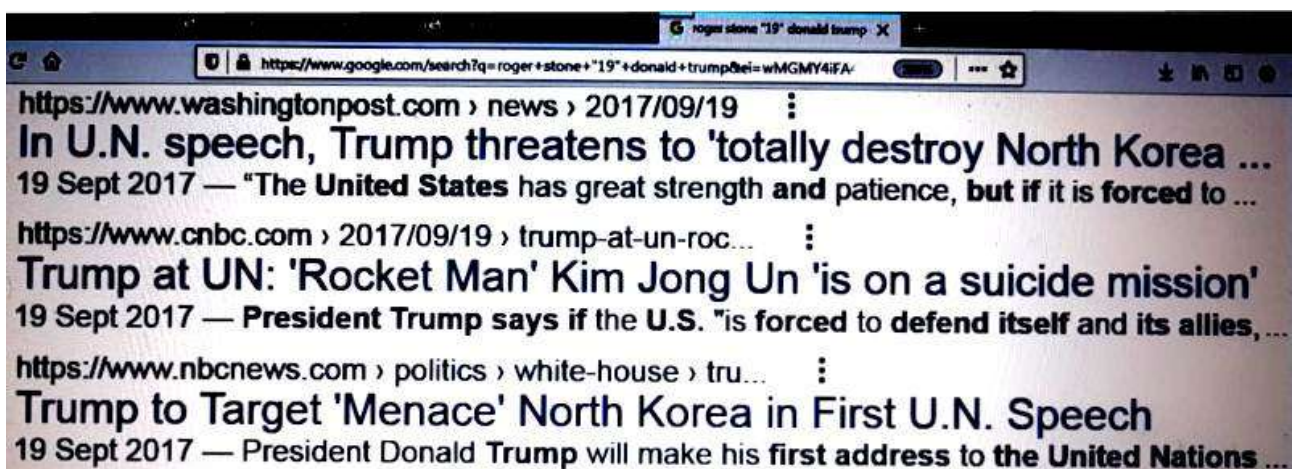 roger stone "19" donald trump
https://www.google.com/search?q=roger+stone+"19"+donald+trump&ei=wMGMY4iFA
https://www.washingtonpost.com › news › 2017/09/19
In U.N. speech, Trump threatens to 'totally destroy North Korea ...
19 Sept 2017 — "The United States has great strength and patience, but if it is forced to ...
https://www.cnbc.com › 2017/09/19 › trump-at-un-roc...
Trump at UN: 'Rocket Man' Kim Jong Un 'is on a suicide mission'
19 Sept 2017 — President Trump says if the U.S. "is forced to defend itself and its allies, ...
https://www.nbcnews.com › politics › white-house › tru...
Trump to Target 'Menace' North Korea in First U.N. Speech
19 Sept 2017 — President Donald Trump will make his first address to the United Nations ...